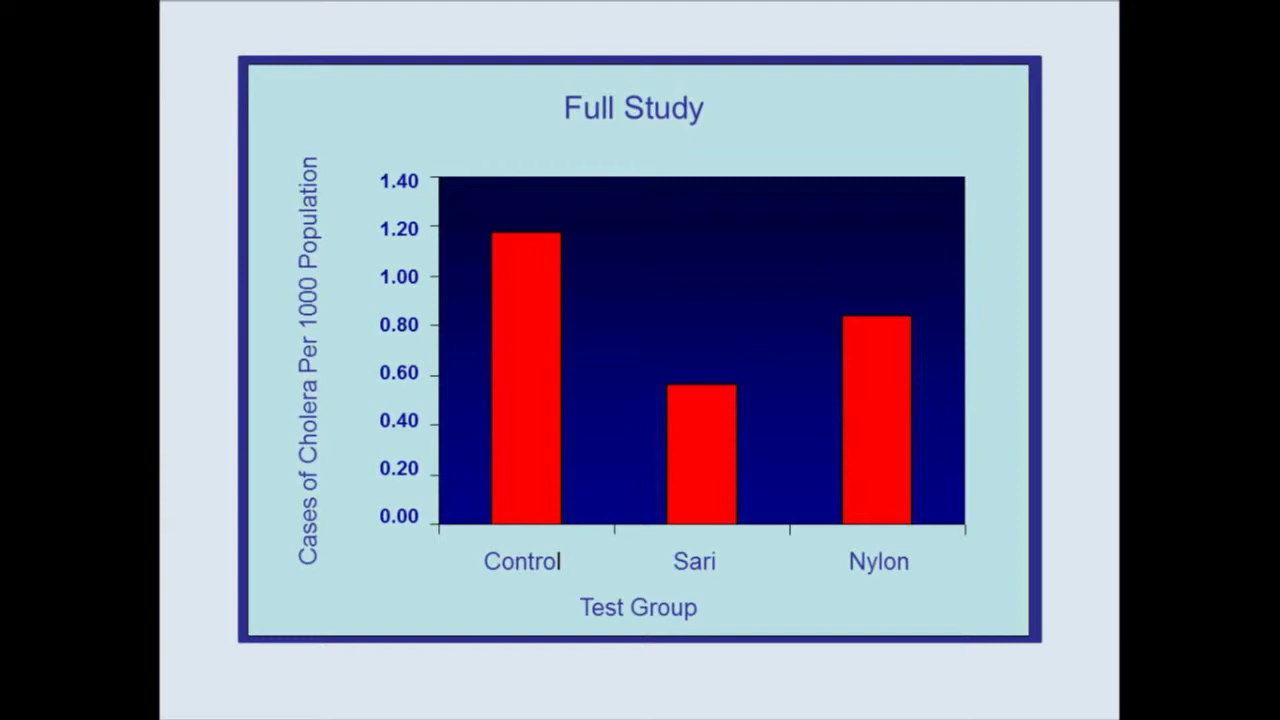 Full Study
Cases of Cholera Per 1000 Population
1.40
1.20
1.00
0.80
0.60
0.40
0.20
0.00
Control Sari Nylon
Test Group